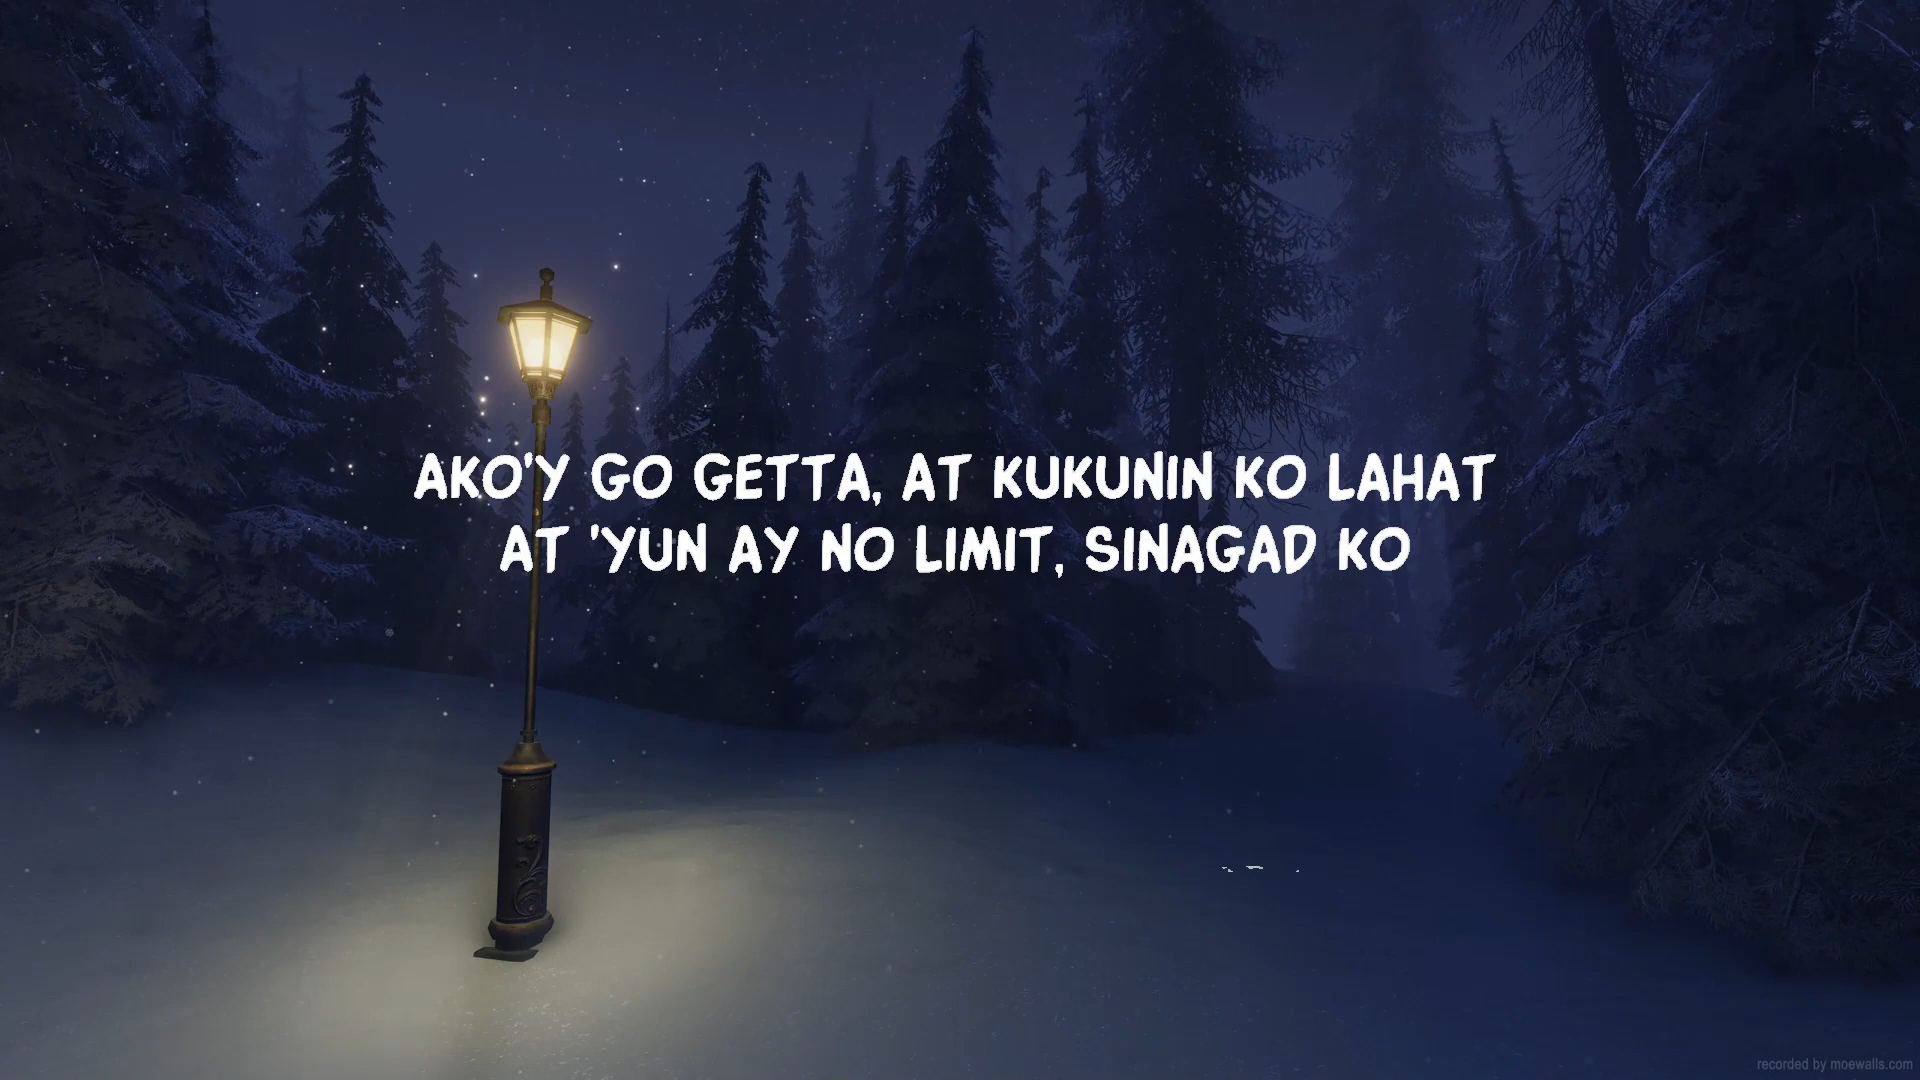 AKO'Y GO GETTA, AT KUKUNIN KO LAHAT
AT 'YUN AY NO LIMIT, SINAGAD KO
recorded by moewalls.com